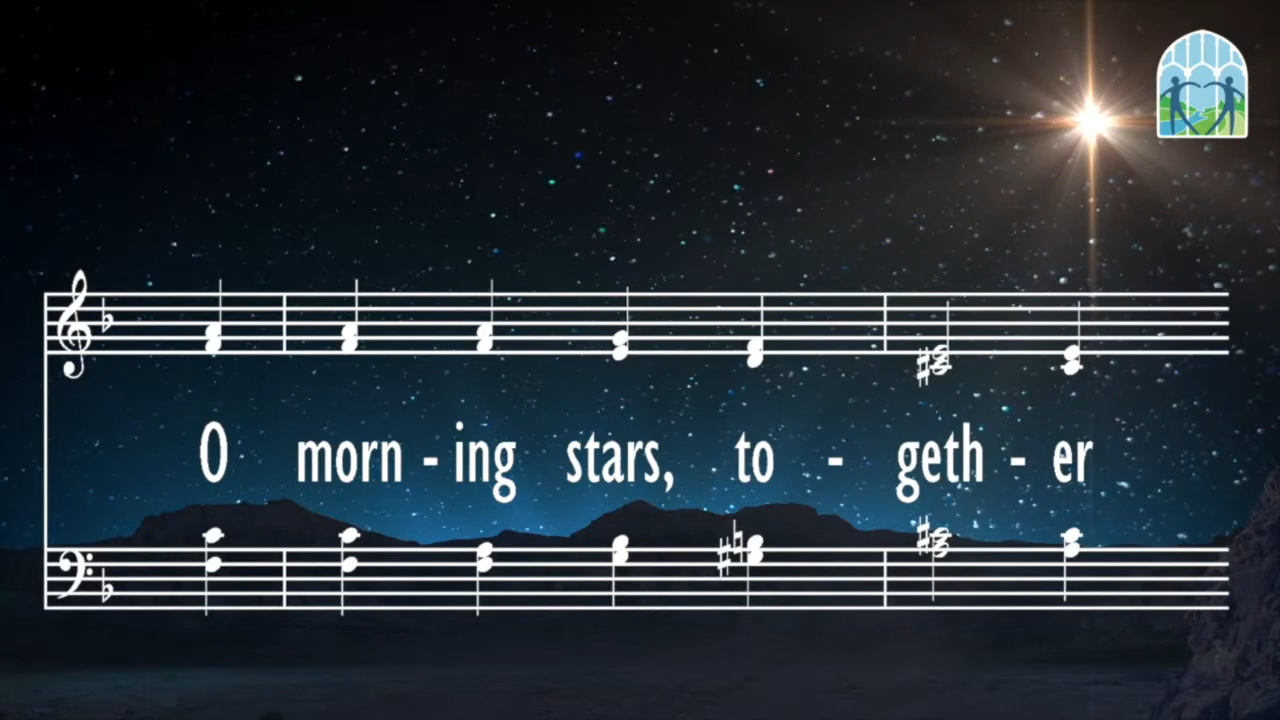 O morn - ing stars, to - geth - er